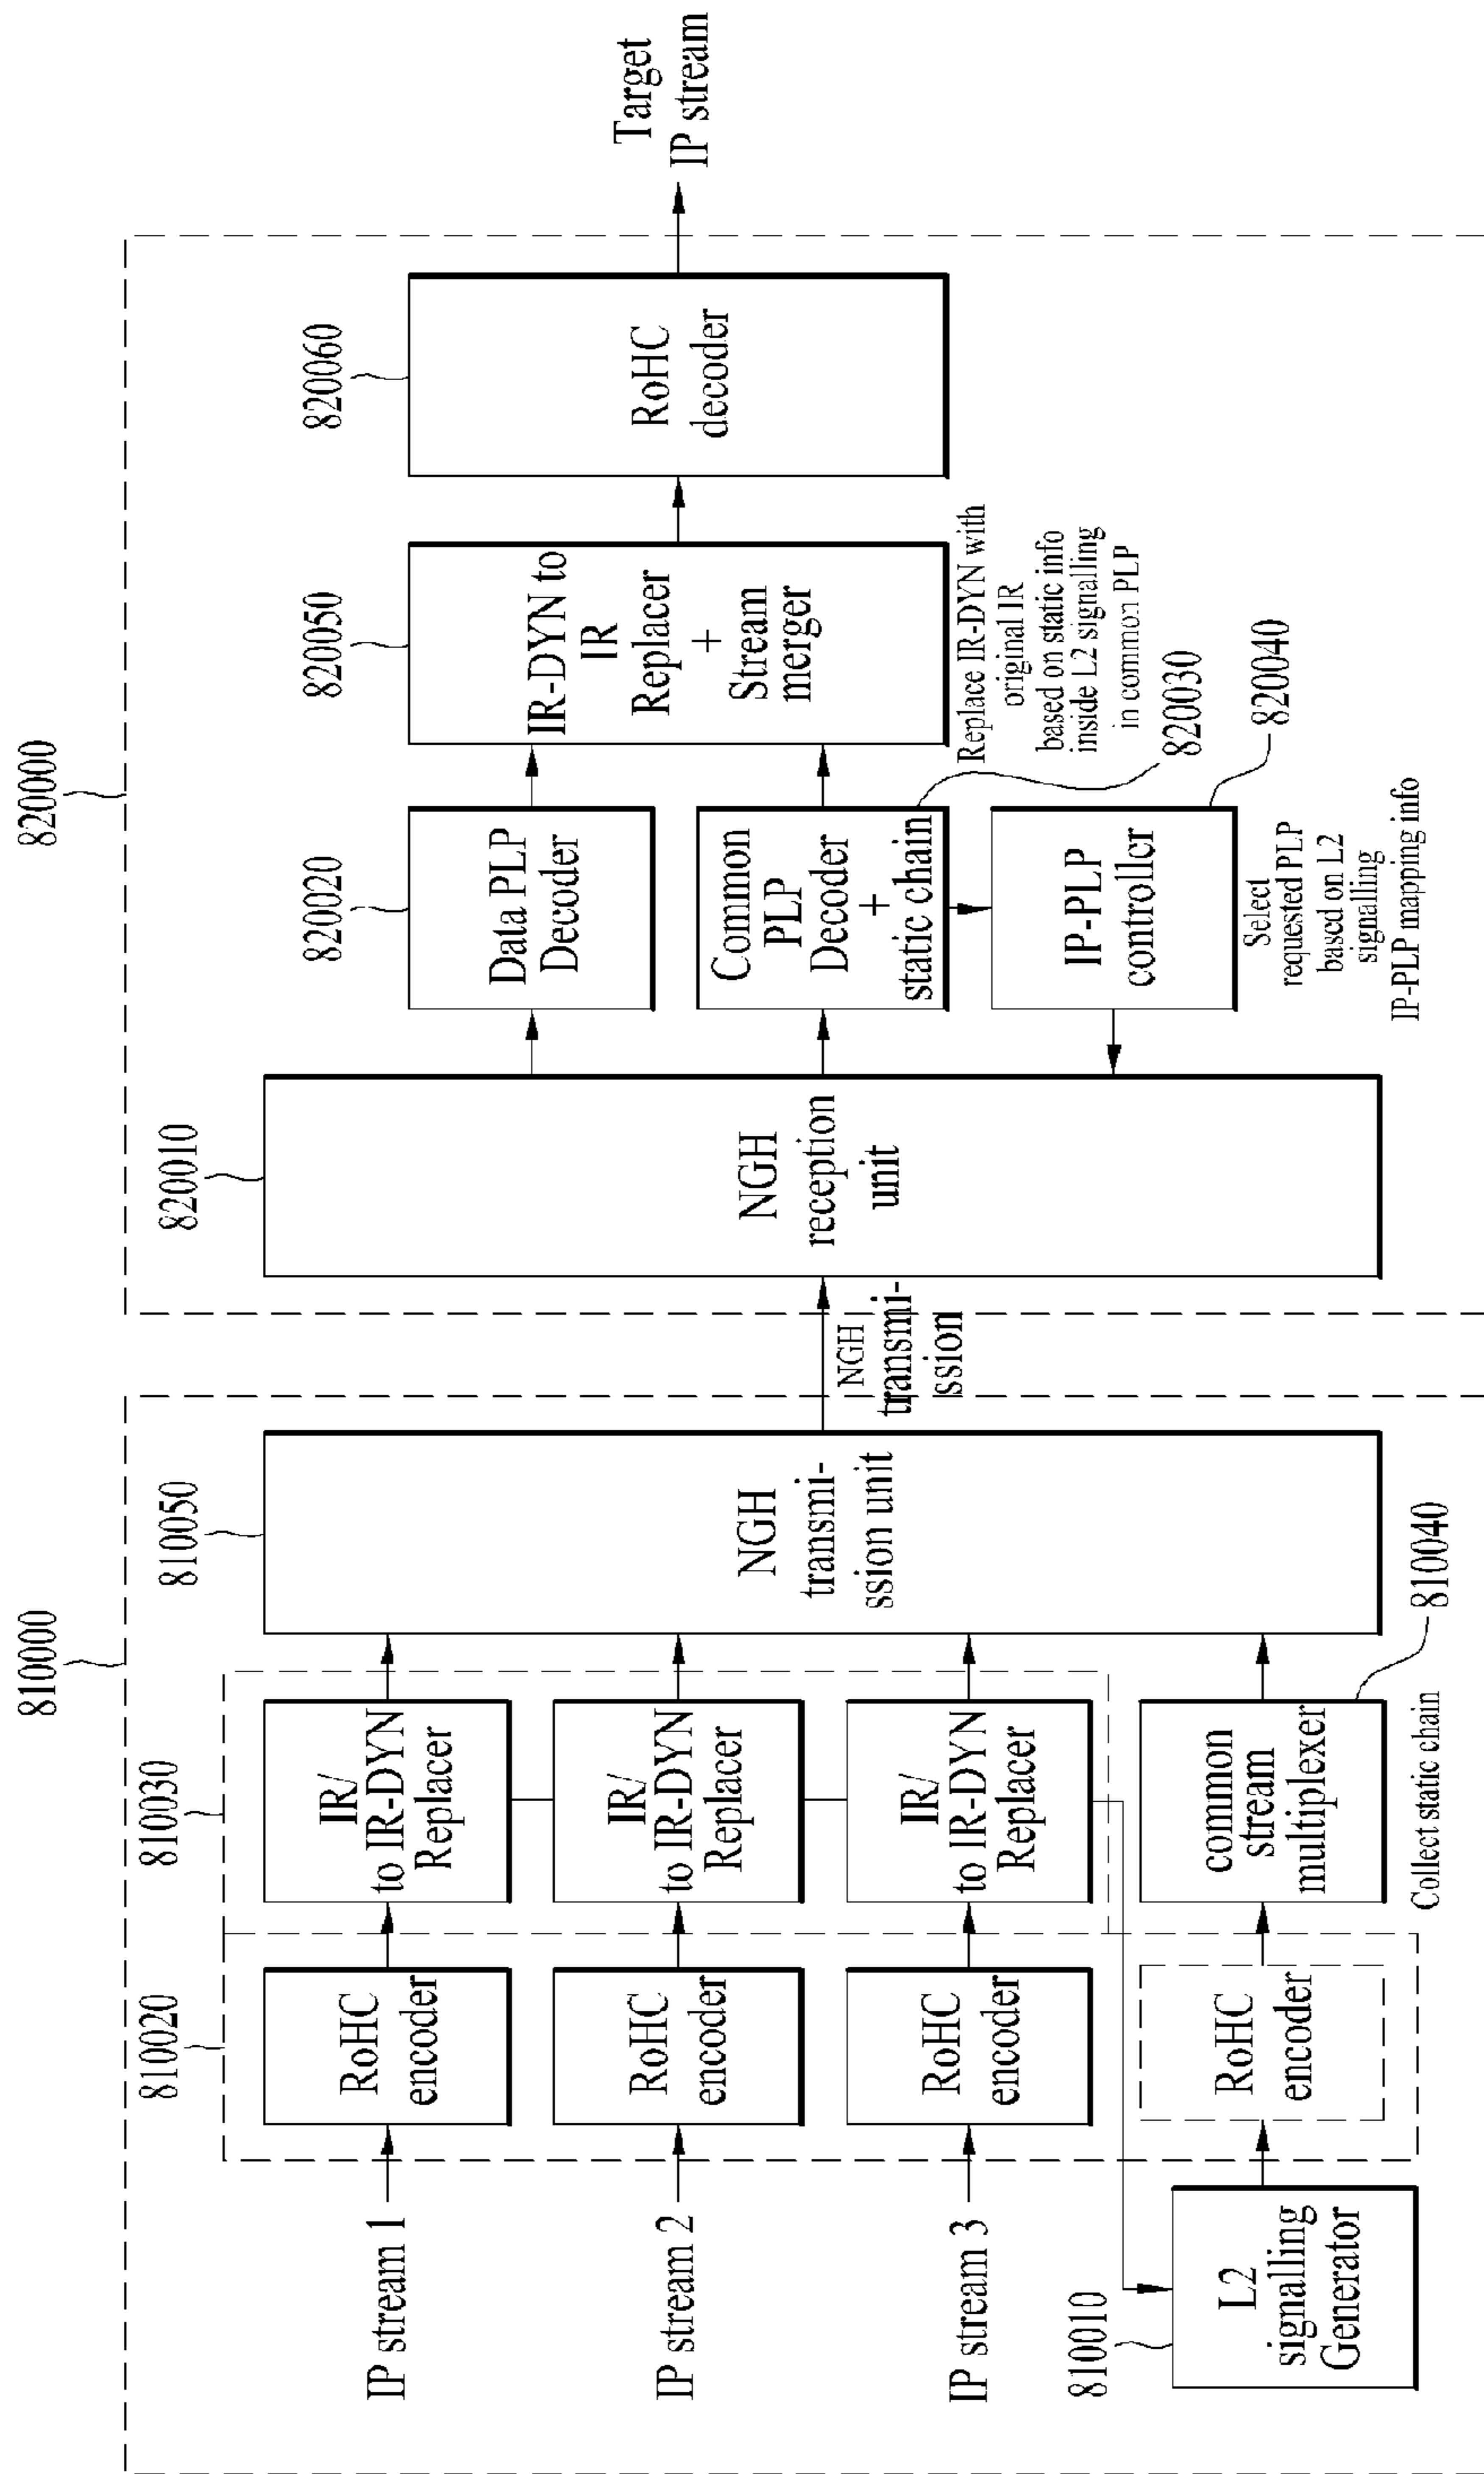 810000
820000
810020
810030
810050
820010
820020
820050
820060
IP stream 1
RoHC
encoder
IR/
to IR-DYN
Replacer
IP stream 2
RoHC
encoder
IR/
to IR-DYN
Replacer
IP stream 3
RoHC
encoder
IR/
to IR-DYN
Replacer
810010
L2
signalling
Generator
RoHC
encoder
common
stream
multiplexer
Collect static chain
810040
NGH
transmi-
ssion unit
NGH
transmi-
ssion
NGH
reception
unit
Data PLP
Decoder
Common
PLP
Decoder
+
static chain
IP-PLP
controller
Select
requested PLP
based on L2
signalling
IP-PLP mapping info
IR-DYN to
IR
Replacer
+
Stream
merger
Replace IR-DYN with
original IR
based on static info
inside L2 signalling
in common PLP
820030
820040
RoHC
decoder
Target
IP stream